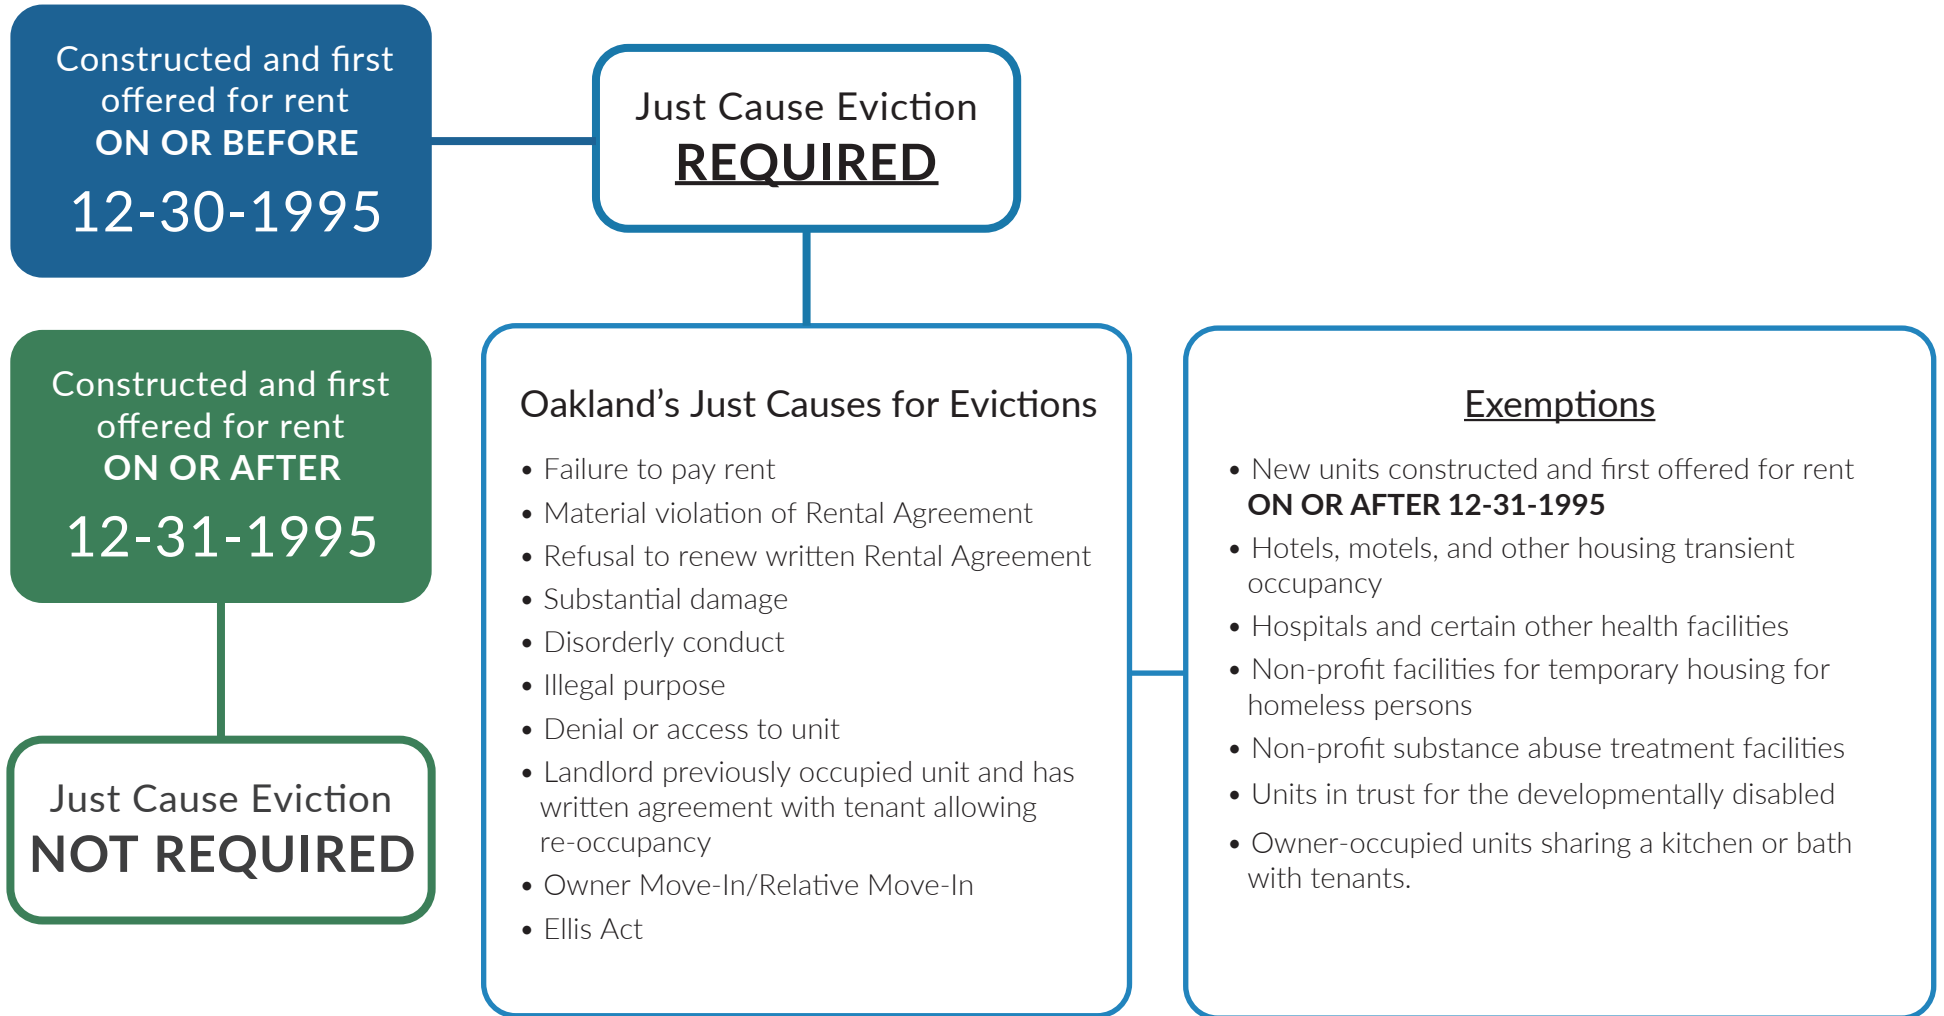 Constructed and first
offered for rent
ON OR BEFORE
12-30-1995
Just Cause Eviction
REQUIRED
Constructed and first
offered for rent
ON OR AFTER
12-31-1995
Just Cause Eviction
NOT REQUIRED
Oakland’s Just Causes for Evictions
• Failure to pay rent
• Material violation of Rental Agreement
• Refusal to renew written Rental Agreement
• Substantial damage
• Disorderly conduct
• Illegal purpose
• Denial or access to unit
• Landlord previously occupied unit and has
written agreement with tenant allowing
re-occupancy
• Owner Move-In/Relative Move-In
• Ellis Act
Exemptions
• New units constructed and first offered for rent
ON OR AFTER 12-31-1995
• Hotels, motels, and other housing transient
occupancy
• Hospitals and certain other health facilities
• Non-profit facilities for temporary housing for
homeless persons
• Non-profit substance abuse treatment facilities
• Units in trust for the developmentally disabled
• Owner-occupied units sharing a kitchen or bath
with tenants.